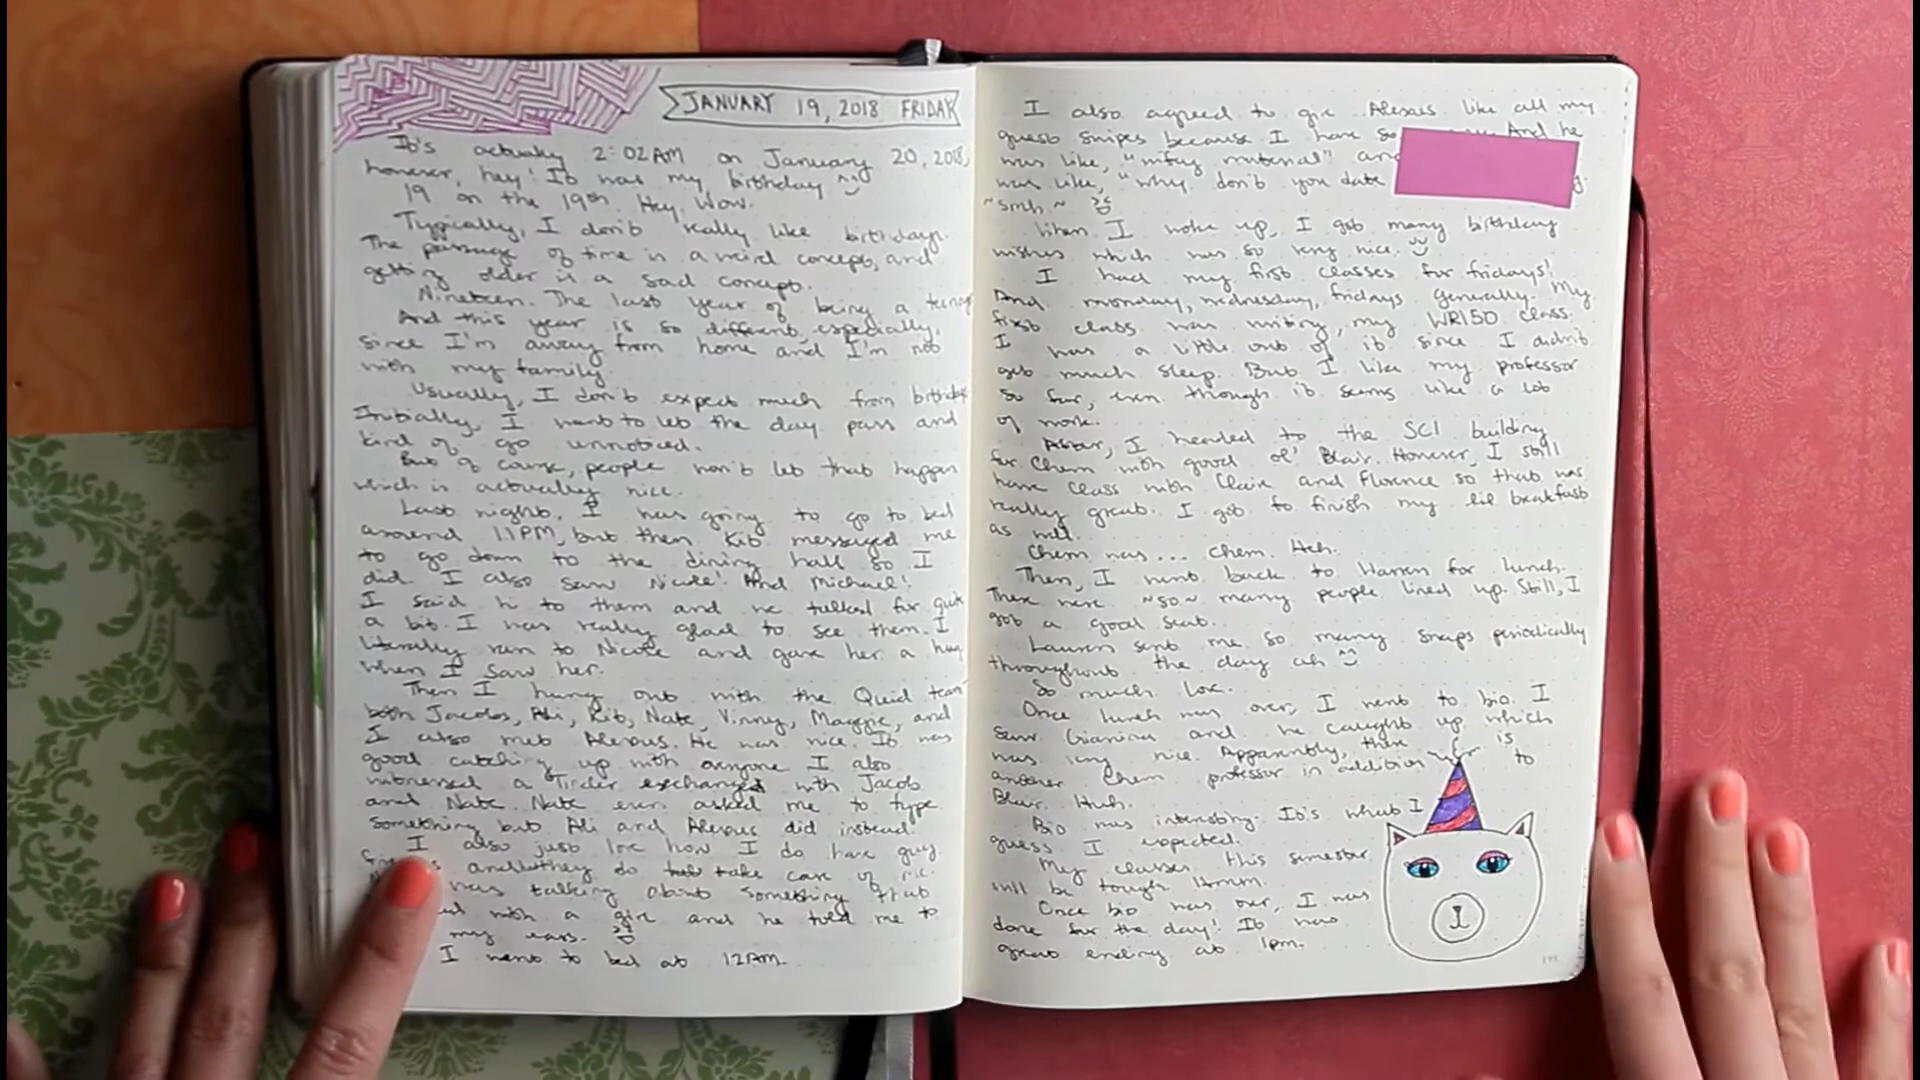 JANUARY 19, 2018 FRIDAY
It's actually 2:02AM on January 20, 2018,
however, hey! It was my birthday
19 on the 19th. Hey. Wow.
Typically, I don't really like birthdays.
The passage of time is a weird concept, and
getting older is a sad concept.
Nineteen. The last year of being a teenag
And this year is so different, especially,
since I'm away from home and I'm not
with my family.
Usually, I don't expect much from birthdays
Initially, I want to let the day pass and
kind of go unnoticed.
But of course, people won't let that happen
which is actually nice.
Last night, I was going to go to bed
around 11PM, but then Kit messaged me
to go down to the dining hall so I
did. I also saw Nicole! And Michael!
I said hi to them and we talked for quite
a bit. I was really glad to see them. I
literally ran to Nicole and gave her a hug
when I saw her.
Then I hung out with the Quid team
Jacobs, Ali, Kit, Nate, Vinny, Maggie, and
I also met He was nice. It was
good catching up with everyone. I also
witnessed a Tinder exchange with Jacob
and Nate. Nate even asked me to type
something but Ali and did instead.
I also just love how I do have guy
and they do take care of me.
was talking about something that
with a girl and he told me to
my ears.
I went to bed at 12AM.
I also agreed to give like all my
guest swipes because I have so And he
was like, "wifey material" and
was like, "why don't you date
~smh~
When I woke up, I got many birthday
wishes which was so very nice.
I had my first classes for fridays!
And monday, wednesday, fridays generally. My
first class was writing, my WR150 class.
I was a little out of it since I didn't
get much sleep. But I like my professor
so far, even though it seems like a lot
of work.
After, I headed to the SCI building
for Chem with good ol' Blair. However, I still
have class with Clair and Florence so that was
really great. I got to finish my lil breakfast
as well.
Chem was... chem. Heh.
Then, I went back to Warren for lunch.
There were ~so~ many people lined up. Still, I
got a good seat.
Lauren sent me so many snaps periodically
throughout the day ah
So much love.
Once lunch was over, I went to bio. I
saw Gianina and we caught up which
was very nice. Apparently, there is
another Chem professor in addition to
Blair. Huh.
Bio was interesting. It's what I
guess I expected.
My classes this semester
will be tough. Hmmm.
Once bio was over, I was
done for the day! It was
great ending at 1pm.